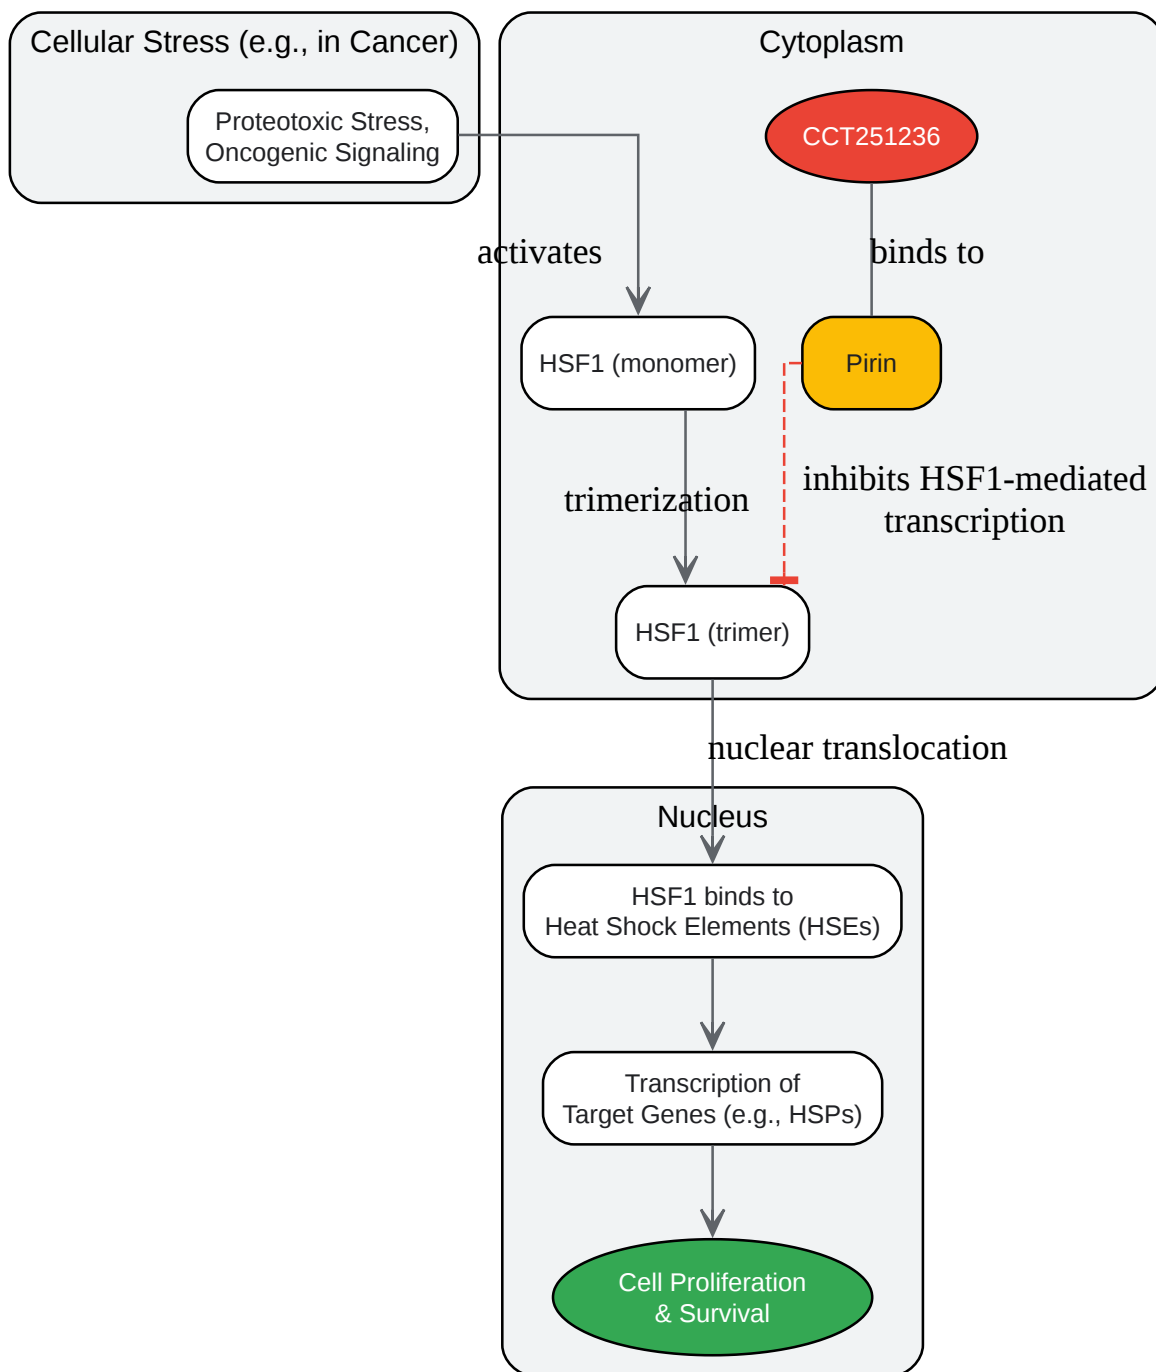 Cellular Stress (e.g., in Cancer)
Proteotoxic Stress,
Oncogenic Signaling
Cytoplasm
CCT251236
activates
binds to
HSF1 (monomer)
Pirin
trimerization
inhibits HSF1-mediated
transcription
HSF1 (trimer)
nuclear translocation
Nucleus
HSF1 binds to
Heat Shock Elements (HSEs)
Transcription of
Target Genes (e.g., HSPs)
Cell Proliferation
& Survival